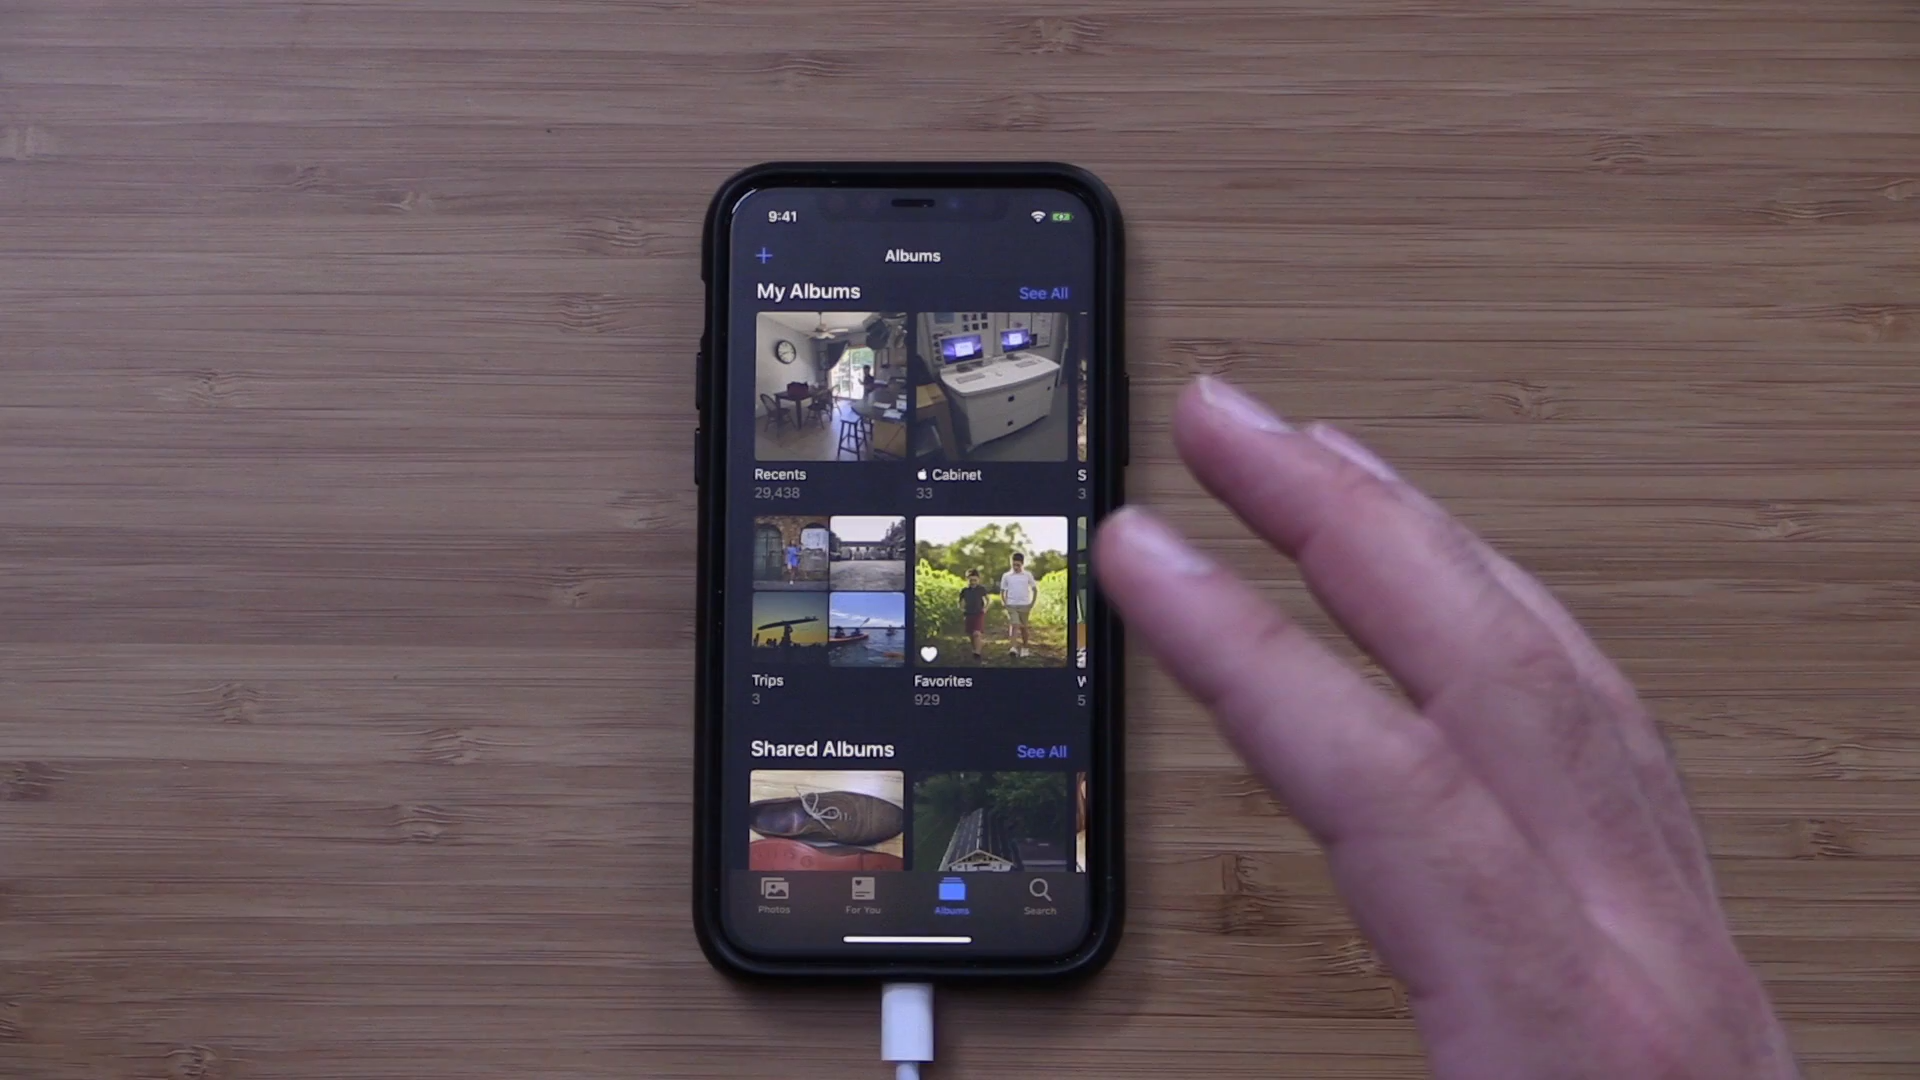 9:41
Albums
My Albums See All
Recents Cabinet S
29,438 33 3
Trips Favorites W
3 929 5
Shared Albums See All
Photos For You Albums Search